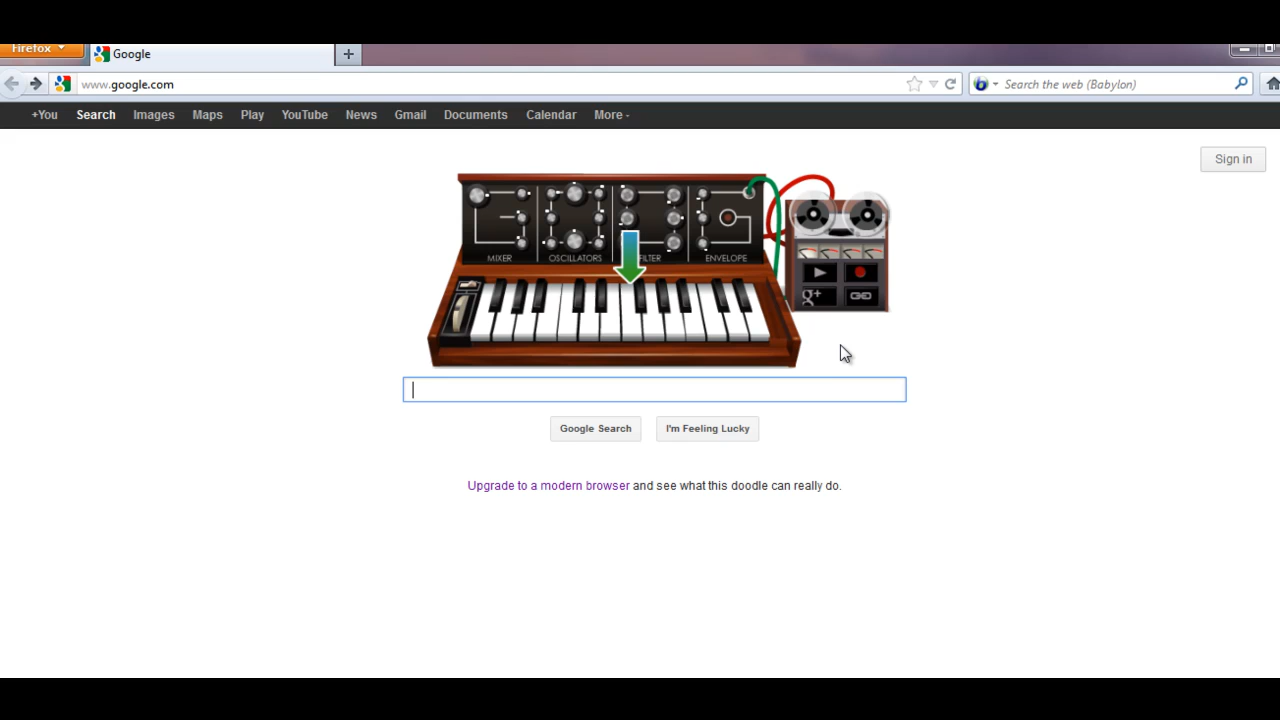 Firefox
Google
www.google.com
Search the web (Babylon)
+You Search Images Maps Play YouTube News Gmail Documents Calendar More
Sign in
MIXER OSCILLATORS FILTER ENVELOPE
g+
Google Search I'm Feeling Lucky
Upgrade to a modern browser and see what this doodle can really do.